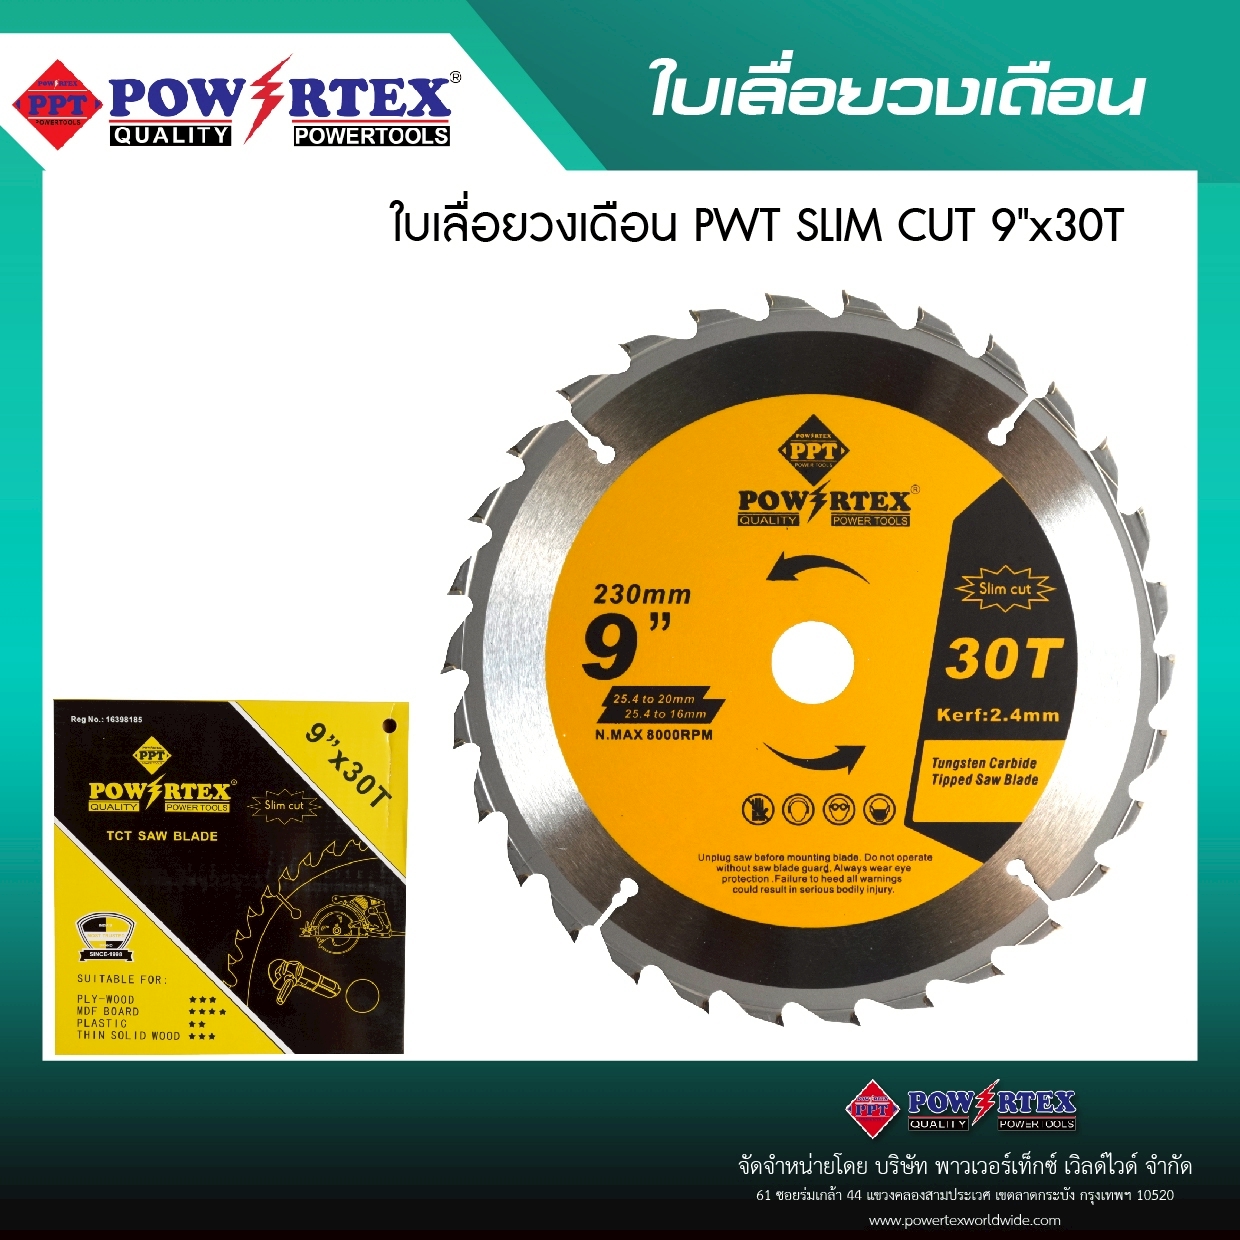 POWERTEX®
PPT
POWERTEX
POWERTOOLS
QUALITY POWERTOOLS
ใบเลื่อยวงเดือน
ใบเลื่อยวงเดือน PWT SLIM CUT 9"x30T
POWERTEX
PPT
POWER TOOLS
POWERTEX®
QUALITY POWER TOOLS
230mm
9”
25.4 to 20mm
25.4 to 16mm
N.MAX 8000RPM
Slim cut
30T
Kerf:2.4mm
Tungsten Carbide
Tipped Saw Blade
Unplug saw before mounting blade. Do not operate
without saw blade guard, Always wear eye
protection .Failure to heed all warnings
could result in serious bodily injury.
Reg No.: 16398185
9”x30T
PPT
POWERTEX®
QUALITY POWER TOOLS
Slim cut
TCT SAW BLADE
SINCE-1998
SUITABLE FOR:
PLY-WOOD ★★★
MDF BOARD ★★★★
PLASTIC ★★
THIN SOLID WOOD ★★★
PPT
POWERTEX
QUALITY POWERTOOLS
จัดจำหน่ายโดย บริษัท พาวเวอร์เท็กซ์ เวิลด์ไวด์ จำกัด
61 ซอยร่มเกล้า 44 แขวงคลองสามประเวศ เขตลาดกระบัง กรุงเทพฯ 10520
www.powertexworldwide.com